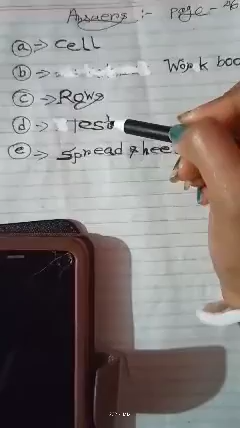 Answers :- page - 
(a) => Cell
(b) => Work boo
(c) => Rows
(d) =>
(e) => Spread shee